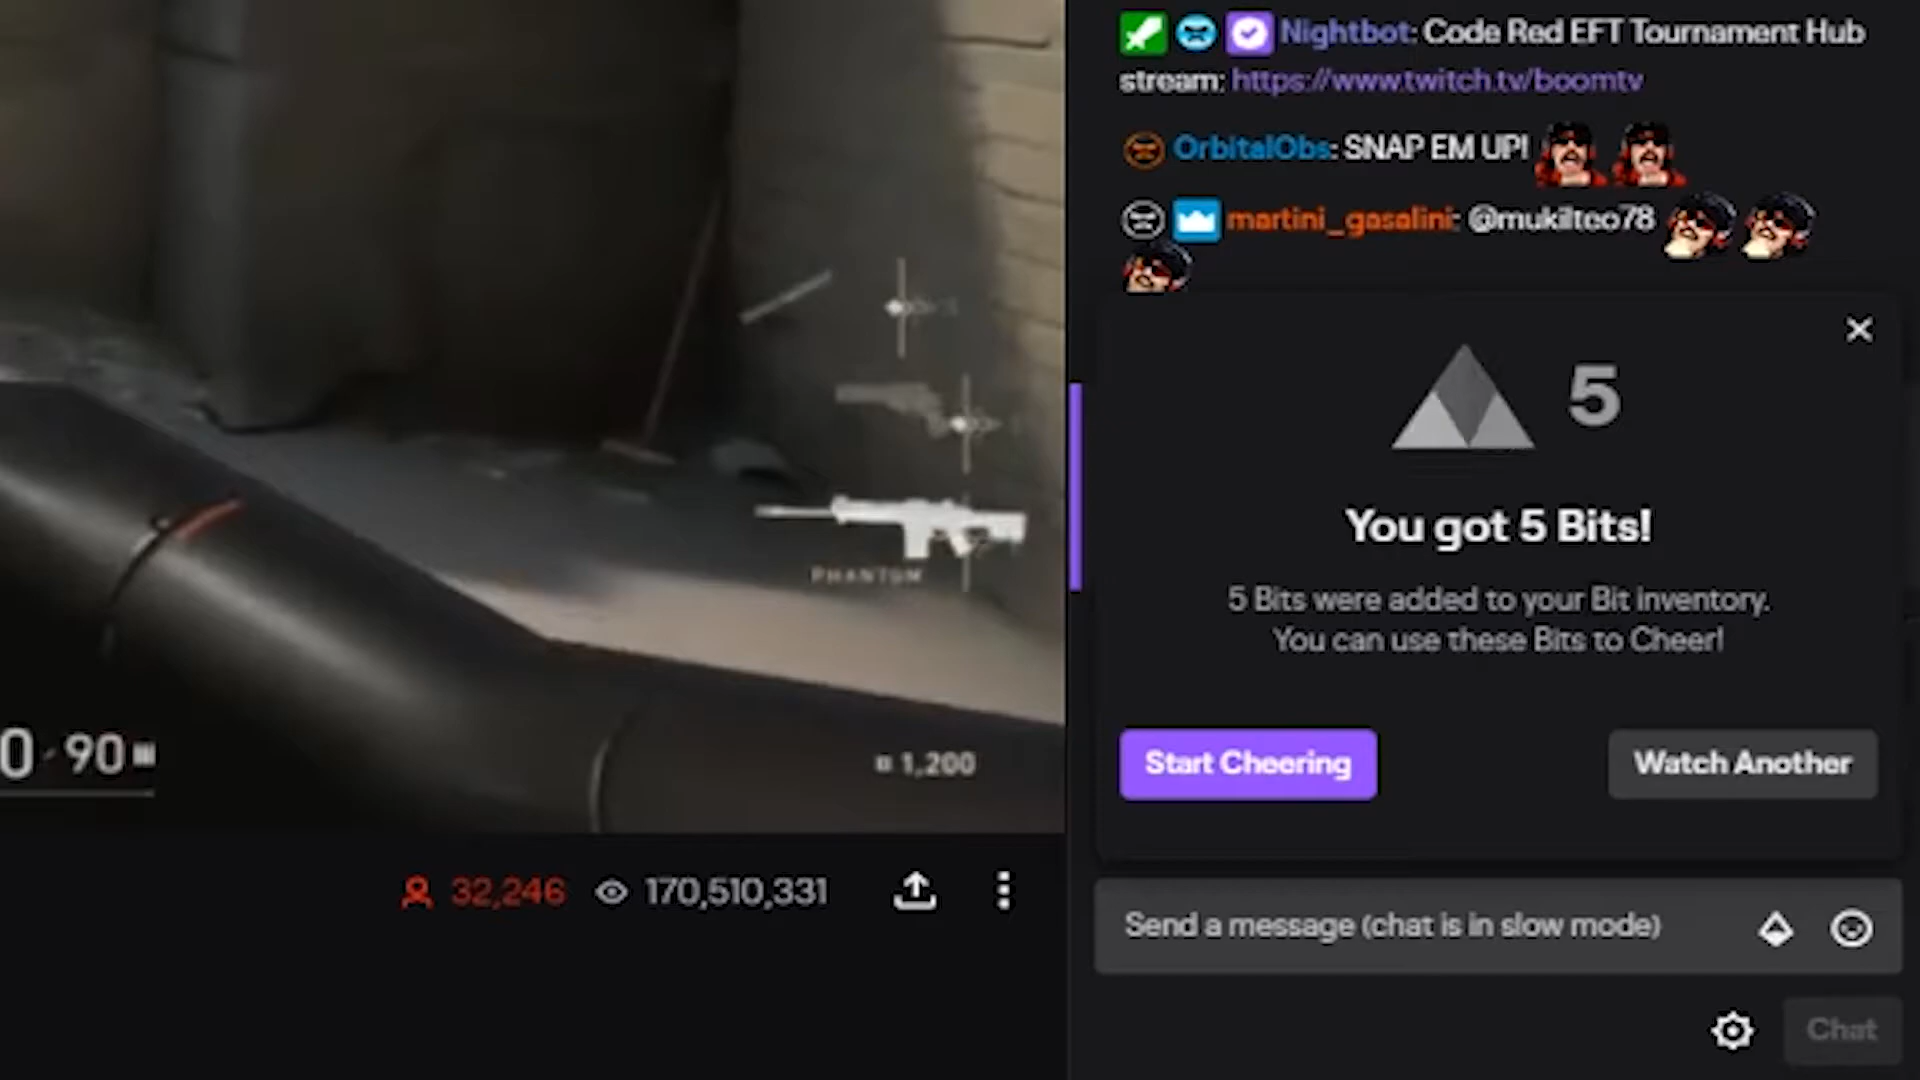 Nightbot: Code Red EFT Tournament Hub
stream: https://www.twitch.tv/boomtv
OrbitalObs: SNAP EM UP!
martini_gasalini: @mukilteo78
5
You got 5 Bits!
5 Bits were added to your Bit inventory.
You can use these Bits to Cheer!
Start Cheering
Watch Another
PHANTOM
0 90
1,200
32,246
170,510,331
Send a message (chat is in slow mode)
Chat